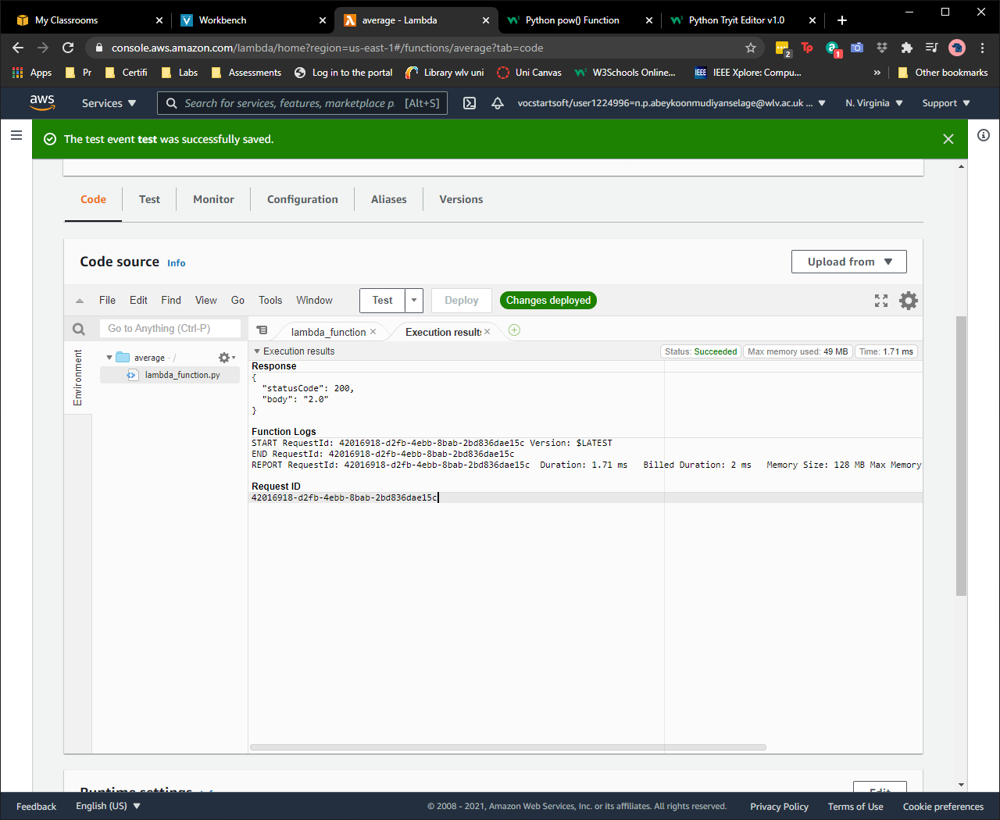 My Classrooms
Workbench
average - Lambda
Python pow() Function
Python Tryit Editor v1.0
console.aws.amazon.com/lambda/home?region=us-east-1#/functions/average?tab=code
2
Tp
a
1
Apps
Pr
Certifi
Labs
Assessments
Log in to the portal
Library wlv uni
Uni Canvas
W3Schools Online...
IEEE
IEEE Xplore: Compu...
»
Other bookmarks
aws
Services
Search for services, features, marketplace p [Alt+S]
vocstartsoft/user1224996=n.p.abeykoonmudiyanselage@wlv.ac.uk ...
N. Virginia
Support
The test event test was successfully saved.
Code
Test
Monitor
Configuration
Aliases
Versions
Code source Info
Upload from
File Edit Find View Go Tools Window
Test
Deploy
Changes deployed
Go to Anything (Ctrl-P)
lambda_function
Execution results
Environment
average - /
lambda_function.py
Execution results
Status: Succeeded
Max memory used: 49 MB
Time: 1.71 ms
Response
{
"statusCode": 200,
"body": "2.0"
}
Function Logs
START RequestId: 42016918-d2fb-4ebb-8bab-2bd836dae15c Version: $LATEST
END RequestId: 42016918-d2fb-4ebb-8bab-2bd836dae15c
REPORT RequestId: 42016918-d2fb-4ebb-8bab-2bd836dae15c Duration: 1.71 ms Billed Duration: 2 ms Memory Size: 128 MB Max Memory
Request ID
42016918-d2fb-4ebb-8bab-2bd836dae15c
Runtime settings Info
Edit
Feedback
English (US)
© 2008 - 2021, Amazon Web Services, Inc. or its affiliates. All rights reserved.
Privacy Policy
Terms of Use
Cookie preferences